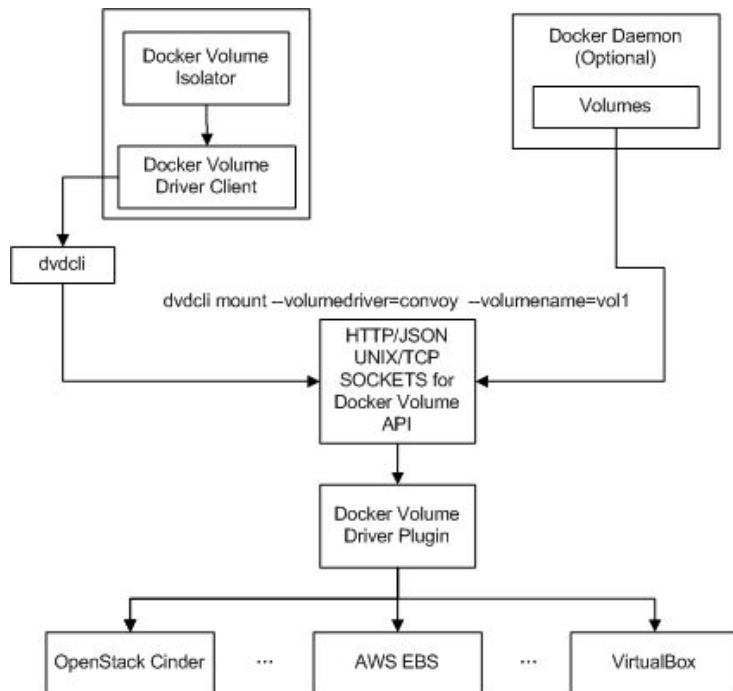 Docker Volume
Isolator
Docker Volume
Driver Client
Docker Daemon
(Optional)
Volumes
dvdcli
dvdcli mount --volumedriver=convoy --volumename=vol1
HTTP/JSON
UNIX/TCP
SOCKETS for
Docker Volume
API
Docker Volume
Driver Plugin
OpenStack Cinder
...
AWS EBS
...
VirtualBox